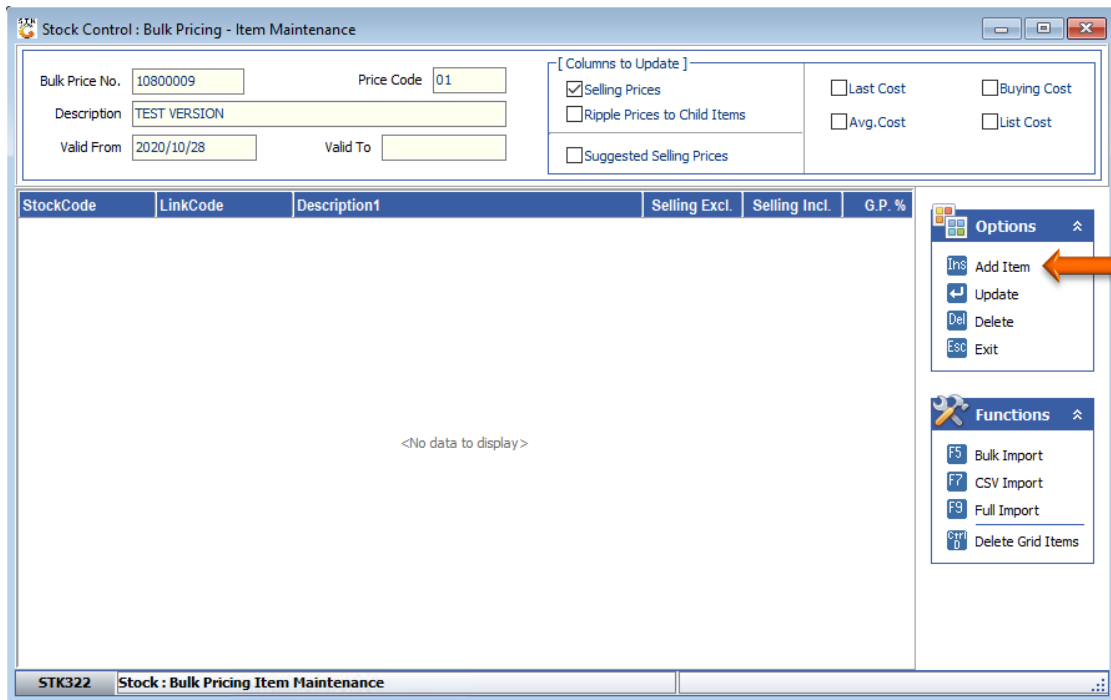 STK
Stock Control : Bulk Pricing - Item Maintenance
Bulk Price No. 10800009 Price Code 01
Description TEST VERSION
Valid From 2020/10/28 Valid To
[ Columns to Update ]
Selling Prices
Ripple Prices to Child Items
Suggested Selling Prices
Last Cost
Buying Cost
Avg.Cost
List Cost
StockCode LinkCode Description1 Selling Excl. Selling Incl. G.P. %
<No data to display>
Options
Ins Add Item
Update
Del Delete
Esc Exit
Functions
F5 Bulk Import
F7 CSV Import
F9 Full Import
Ctrl D Delete Grid Items
STK322 Stock : Bulk Pricing Item Maintenance